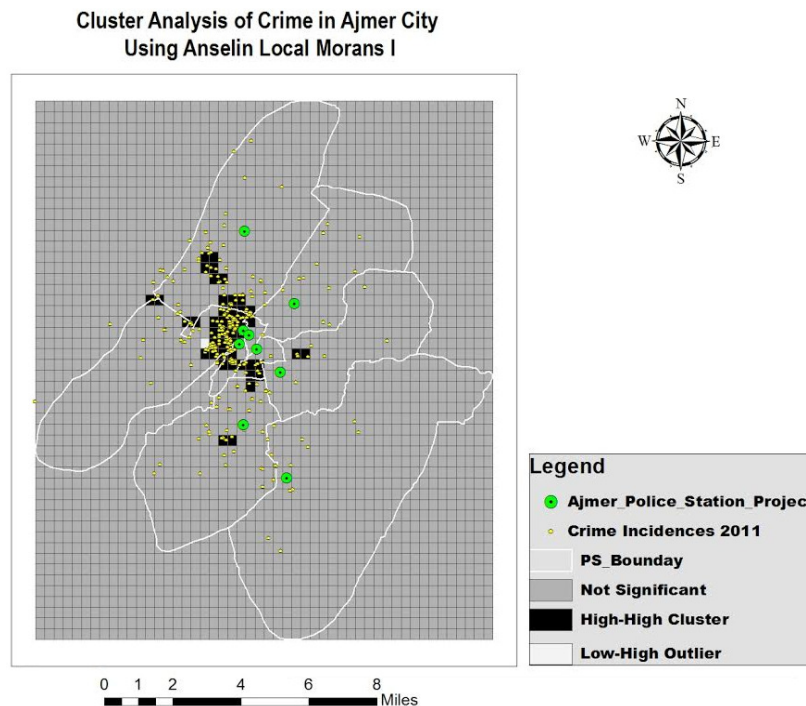 Cluster Analysis of Crime in Ajmer City
Using Anselin Local Morans I
N
W E
S
Legend
Ajmer_Police_Station_Project
Crime Incidences 2011
PS_Bounday
Not Significant
High-High Cluster
Low-High Outlier
0 1 2 4 6 8
Miles